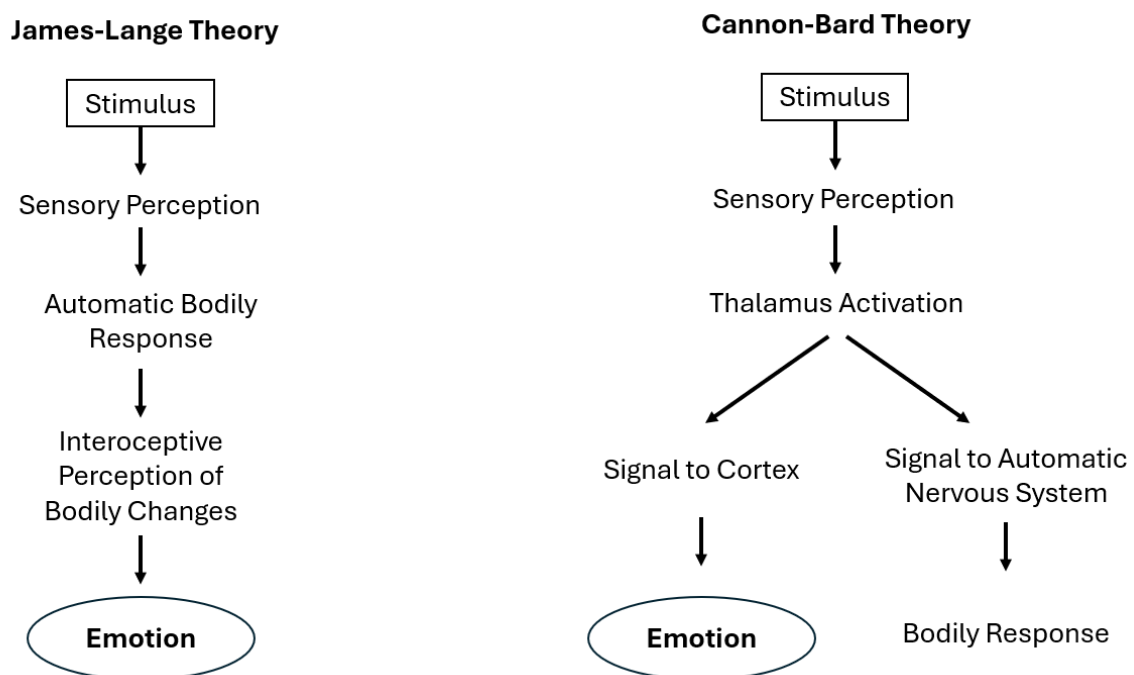 James-Lange Theory
Stimulus
Sensory Perception
Automatic Bodily
Response
Interoceptive
Perception of
Bodily Changes
Emotion
Cannon-Bard Theory
Stimulus
Sensory Perception
Thalamus Activation
Signal to Cortex
Emotion
Signal to Automatic
Nervous System
Bodily Response